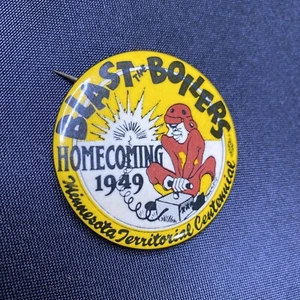 BLAST THE BOILERS
HOMECOMING
1949
Minnesota Territorial Centennial